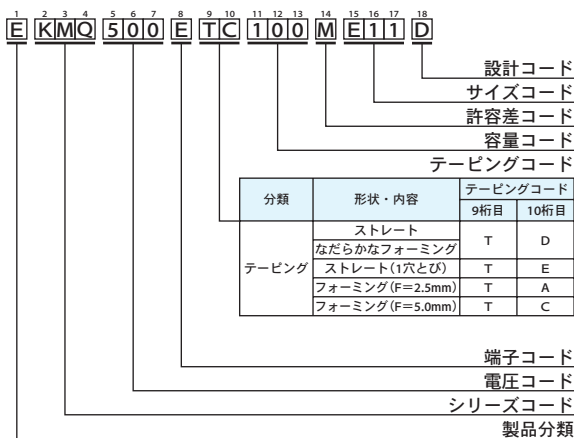 1 2 3 4 5 6 7 8 9 10 11 12 13 14 15 16 17 18
E KMQ 500 E TC 100 M E11 D
設計コード
サイズコード
許容差コード
容量コード
テーピングコード
分類 形状・内容 テーピングコード
9桁目 10桁目
テーピング
ストレート
なだらかなフォーミング T D
ストレート(1穴とび) T E
フォーミング(F=2.5mm) T A
フォーミング(F=5.0mm) T C
端子コード
電圧コード
シリーズコード
製品分類